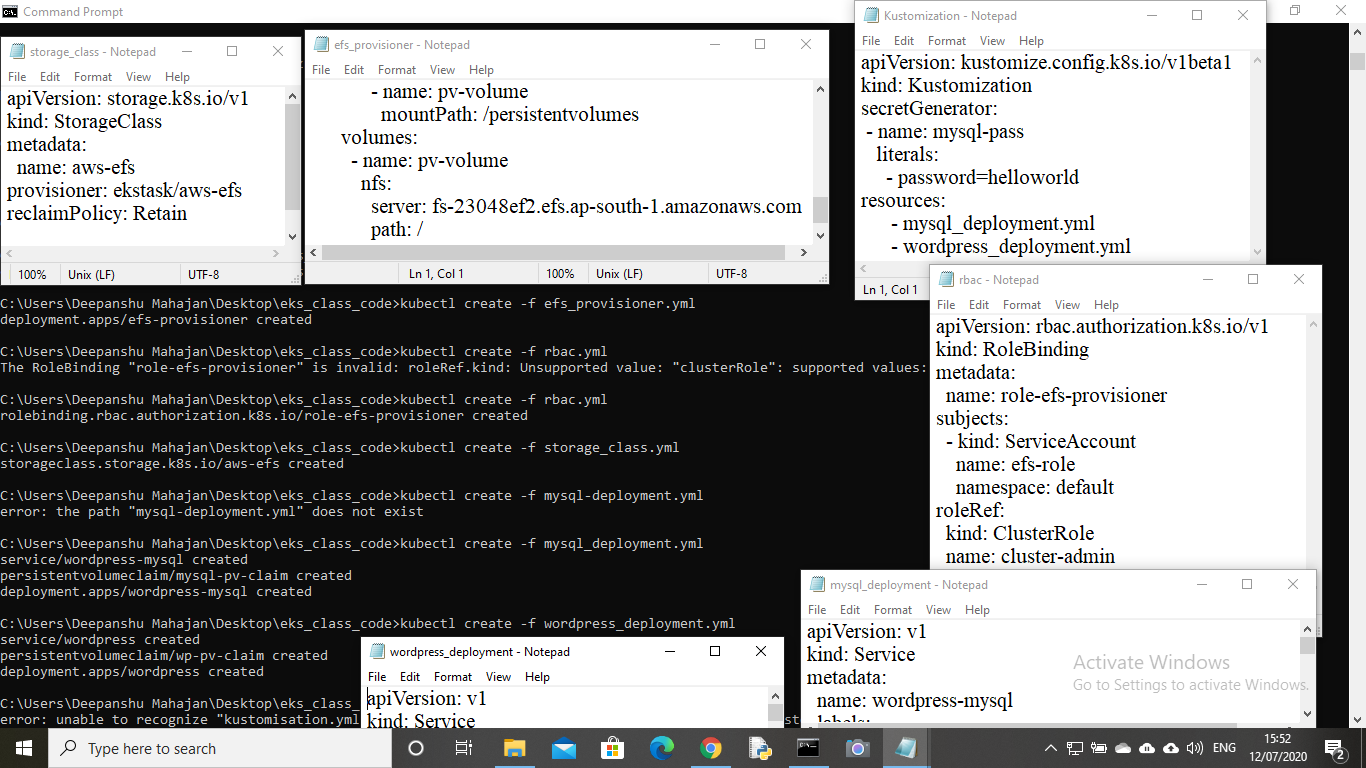 Command Prompt
storage_class - Notepad
File Edit Format View Help
apiVersion: storage.k8s.io/v1
kind: StorageClass
metadata:
  name: aws-efs
provisioner: ekstask/aws-efs
reclaimPolicy: Retain
100% Unix (LF) UTF-8
efs_provisioner - Notepad
File Edit Format View Help
- name: pv-volume
mountPath: /persistentvolumes
volumes:
- name: pv-volume
nfs:
server: fs-23048ef2.efs.ap-south-1.amazonaws.com
path: /
Ln 1, Col 1 100% Unix (LF) UTF-8
Kustomization - Notepad
File Edit Format View Help
apiVersion: kustomize.config.k8s.io/v1beta1
kind: Kustomization
secretGenerator:
- name: mysql-pass
literals:
- password=helloworld
resources:
- mysql_deployment.yml
- wordpress_deployment.yml
Ln 1, Col 1
rbac - Notepad
File Edit Format View Help
apiVersion: rbac.authorization.k8s.io/v1
kind: RoleBinding
metadata:
name: role-efs-provisioner
subjects:
- kind: ServiceAccount
name: efs-role
namespace: default
roleRef:
kind: ClusterRole
name: cluster-admin
C:\Users\Deepanshu Mahajan\Desktop\eks_class_code>kubectl create -f efs_provisioner.yml
deployment.apps/efs-provisioner created
C:\Users\Deepanshu Mahajan\Desktop\eks_class_code>kubectl create -f rbac.yml
The RoleBinding "role-efs-provisioner" is invalid: roleRef.kind: Unsupported value: "clusterRole": supported values:
C:\Users\Deepanshu Mahajan\Desktop\eks_class_code>kubectl create -f rbac.yml
rolebinding.rbac.authorization.k8s.io/role-efs-provisioner created
C:\Users\Deepanshu Mahajan\Desktop\eks_class_code>kubectl create -f storage_class.yml
storageclass.storage.k8s.io/aws-efs created
C:\Users\Deepanshu Mahajan\Desktop\eks_class_code>kubectl create -f mysql-deployment.yml
error: the path "mysql-deployment.yml" does not exist
C:\Users\Deepanshu Mahajan\Desktop\eks_class_code>kubectl create -f mysql_deployment.yml
service/wordpress-mysql created
persistentvolumeclaim/mysql-pv-claim created
deployment.apps/wordpress-mysql created
C:\Users\Deepanshu Mahajan\Desktop\eks_class_code>kubectl create -f wordpress_deployment.yml
service/wordpress created
persistentvolumeclaim/wp-pv-claim created
deployment.apps/wordpress created
C:\Users\Deepanshu Mahajan\Desktop\eks_class_
error: unable to recognize "kustomisation.yml
wordpress_deployment - Notepad
File Edit Format View Help
apiVersion: v1
kind: Service
mysql_deployment - Notepad
File Edit Format View Help
apiVersion: v1
kind: Service
metadata:
name: wordpress-mysql
labels:
Activate Windows
Go to Settings to activate Windows.
Type here to search
ENG
15:52
12/07/2020
2